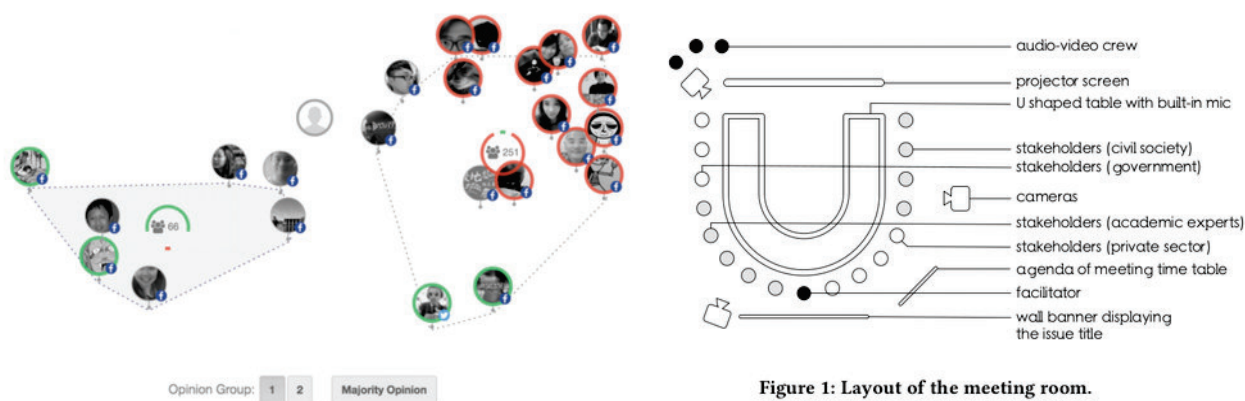 251
66
Opinion Group: 1 2 Majority Opinion
audio-video crew
projector screen
U shaped table with built-in mic
stakeholders (civil society)
stakeholders (government)
cameras
stakeholders (academic experts)
stakeholders (private sector)
agenda of meeting time table
facilitator
wall banner displaying
the issue title
Figure 1: Layout of the meeting room.